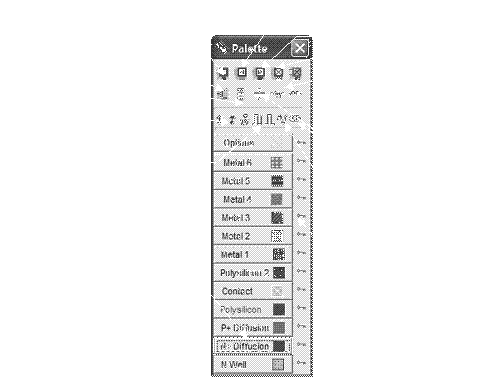 Palette
Options
Metal 6
Metal 5
Metal 4
Metal 3
Metal 2
Metal 1
Polysilicon 2
Contact
Polysilicon
P+ Diffusion
N+ Diffusion
N Well